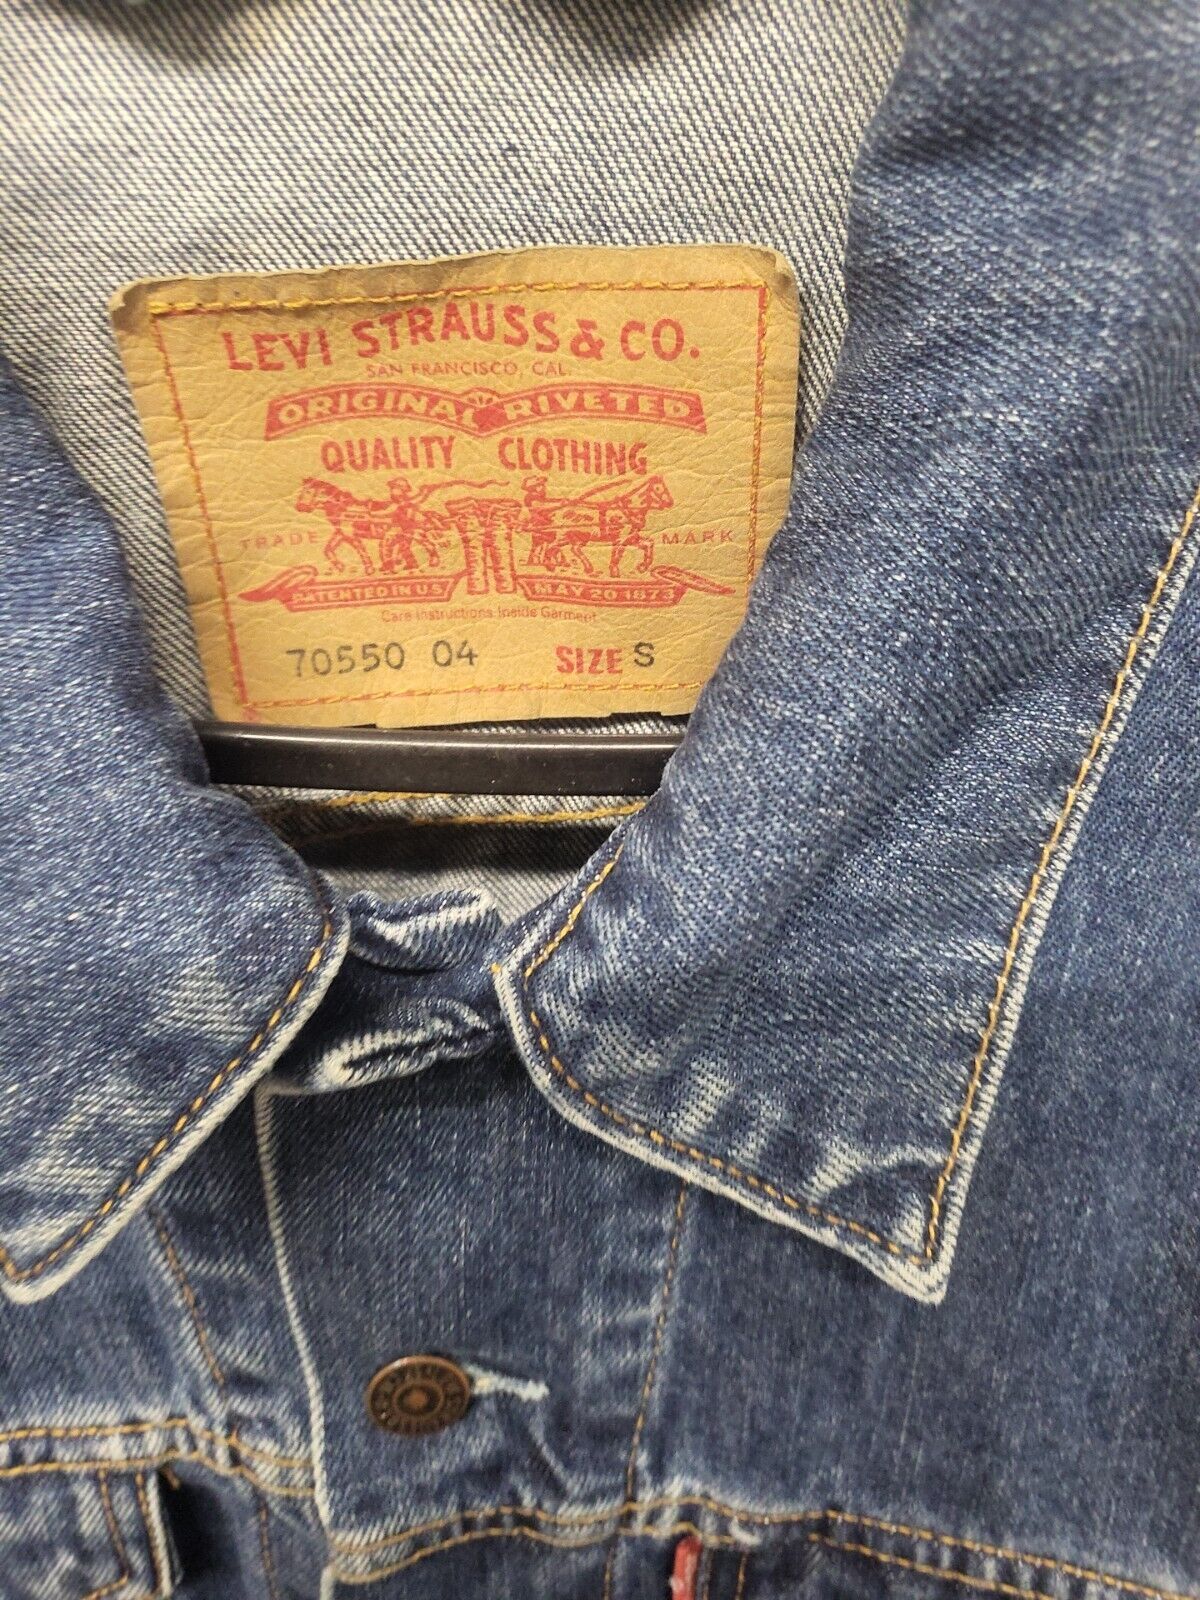 LEVI STRAUSS & CO.
SAN FRANCISCO, CAL.
ORIGINAL RIVETED
QUALITY CLOTHING
TRADE MARK
PATENTED IN U.S. MAY 20 1873
Care Instructions Inside Garment
70550 04 SIZE S